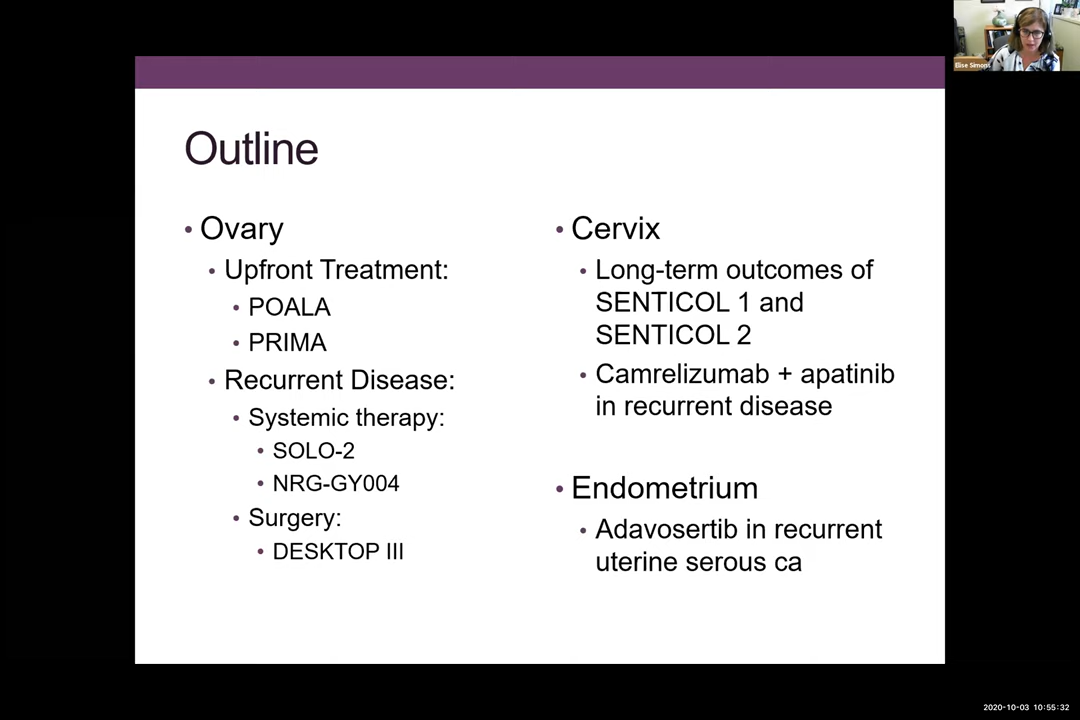 Outline
• Ovary
• Upfront Treatment:
• POALA
• PRIMA
• Recurrent Disease:
• Systemic therapy:
• SOLO-2
• NRG-GY004
• Surgery:
• DESKTOP III
• Cervix
• Long-term outcomes of
SENTICOL 1 and
SENTICOL 2
• Camrelizumab + apatinib
in recurrent disease
• Endometrium
• Adavosertib in recurrent
uterine serous ca
Elise Simons
2020-10-03 10:55:32